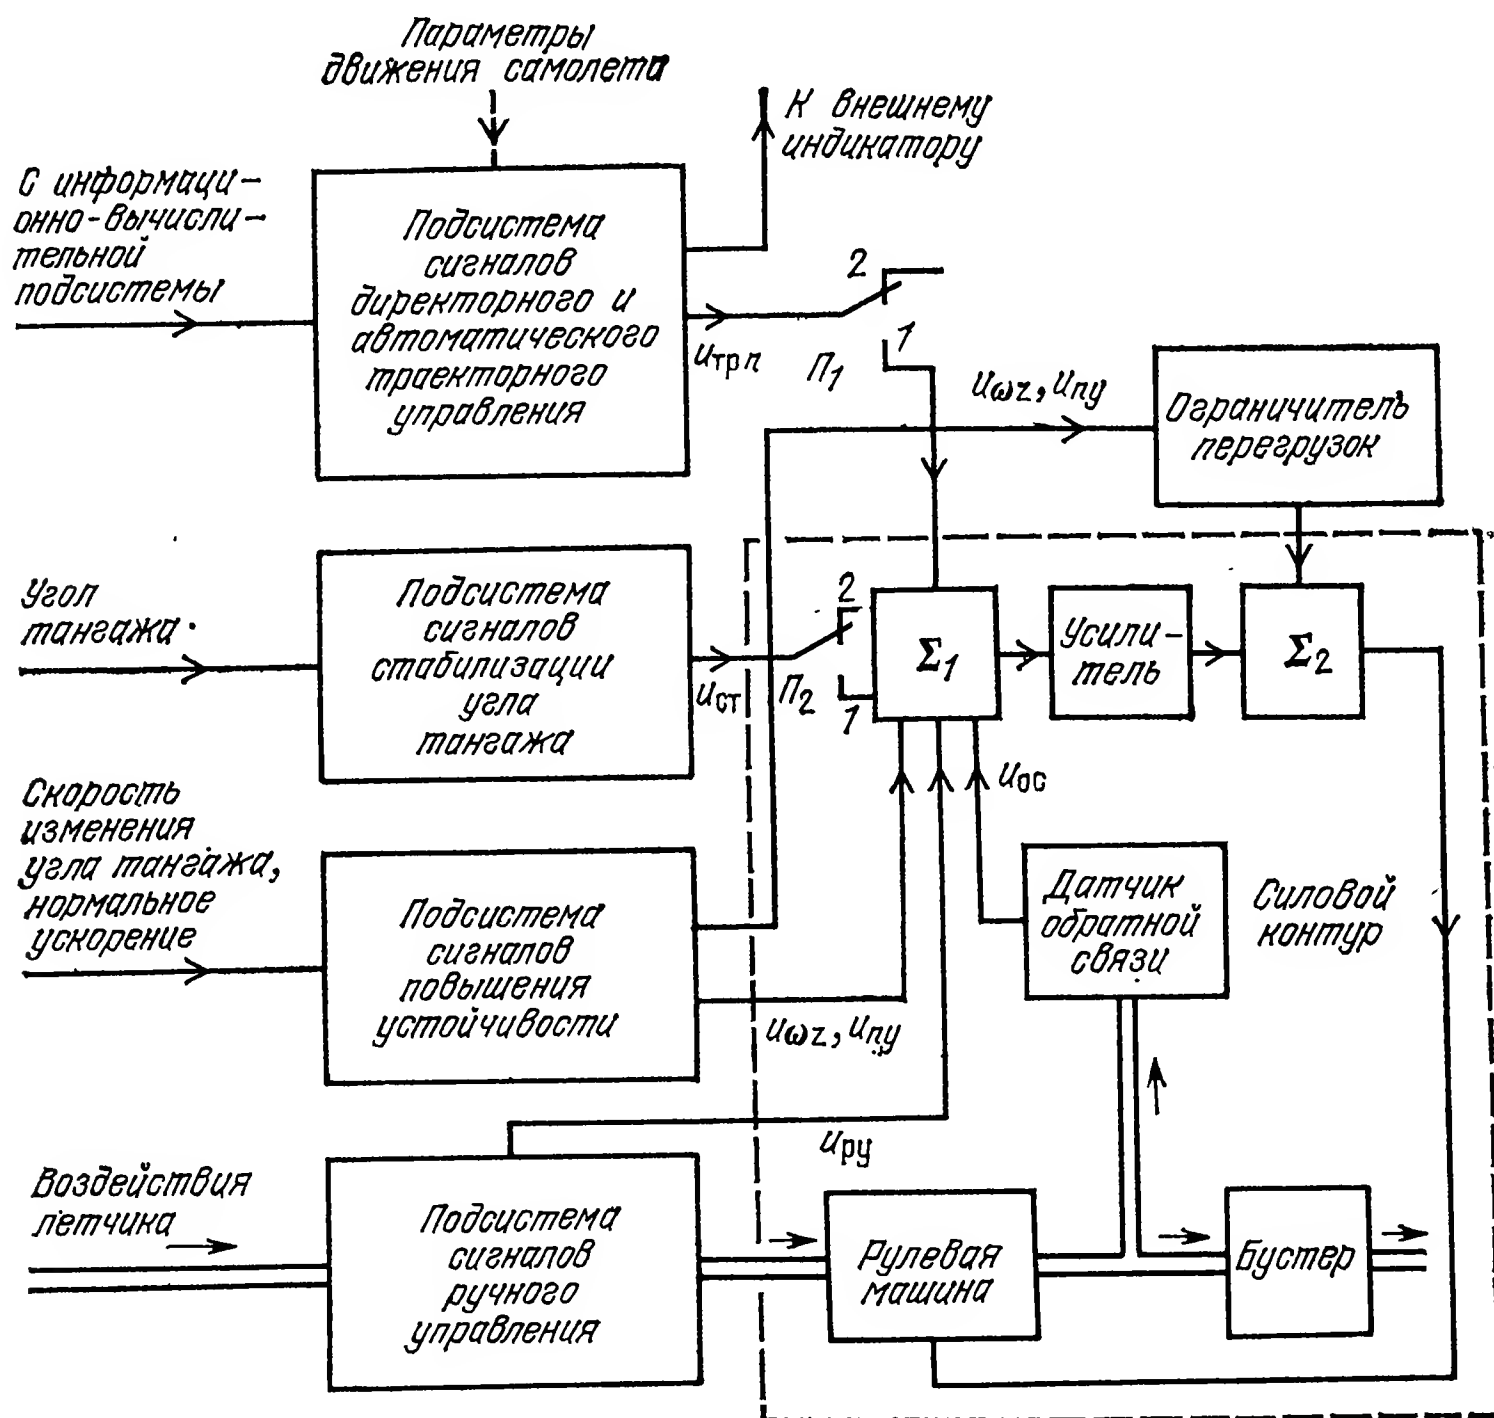 Параметры
движения самолета
К внешнему
индикатору
С информаци-
онно-вычисли-
тельной
подсистемы
Подсистема
сигналов
директорного и
автоматического
траекторного
управления
uтрп
2
1
П1
uωz, uпу
Ограничитель
перегрузок
Угол
тангажа
Подсистема
сигналов
стабилизации
угла
тангажа
uст
П2
2
1
Σ1
Усили-
тель
Σ2
Скорость
изменения
угла тангажа,
нормальное
ускорение
Подсистема
сигналов
повышения
устойчивости
uωz, uпу
uос
Датчик
обратной
связи
Силовой
контур
Воздействия
летчика
Подсистема
сигналов
ручного
управления
uру
Рулевая
машина
Бустер